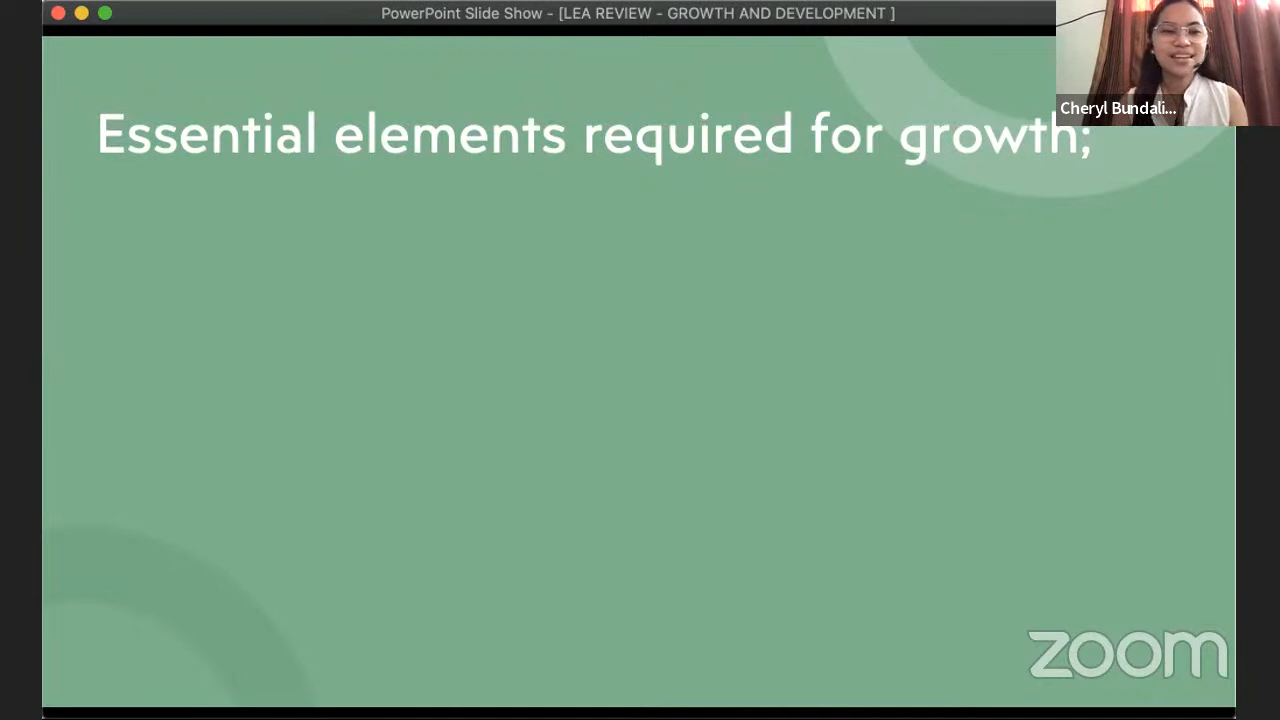 PowerPoint Slide Show - [LEA REVIEW - GROWTH AND DEVELOPMENT ]
Cheryl Bundali...
Essential elements required for growth;
zoom